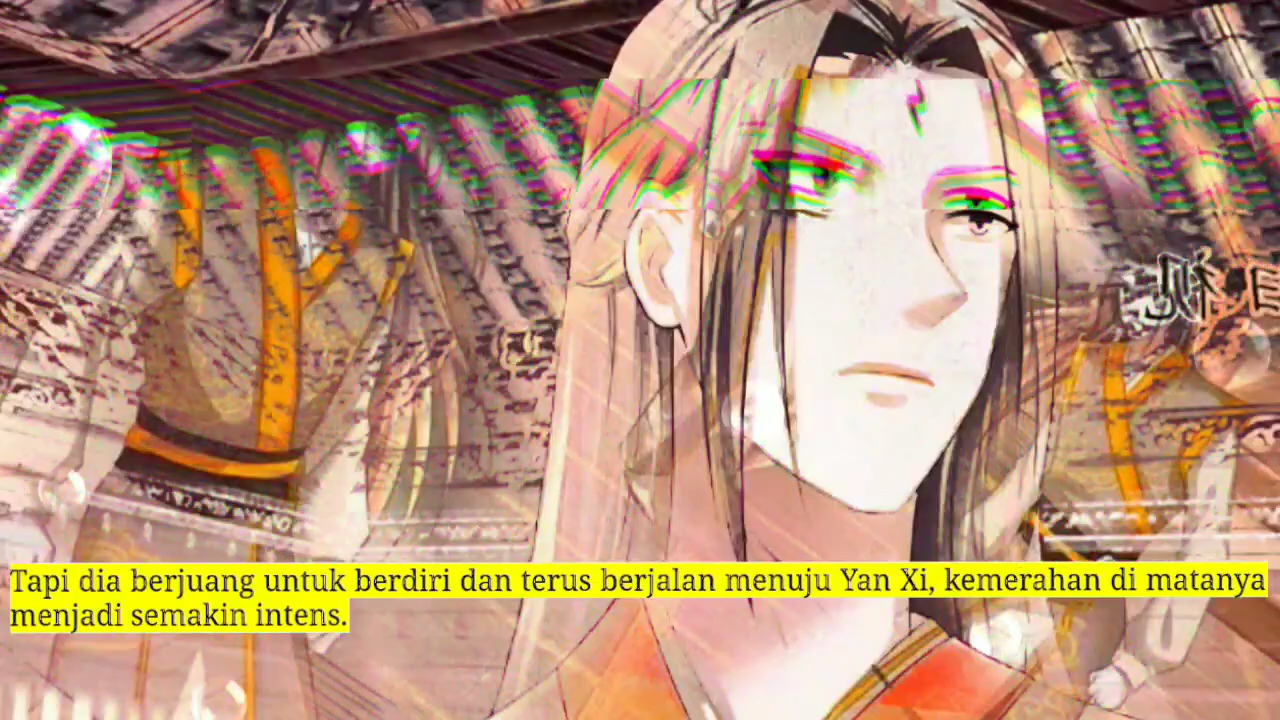 Tapi dia berjuang untuk berdiri dan terus berjalan menuju Yan Xi, kemerahan di matanya
menjadi semakin intens.